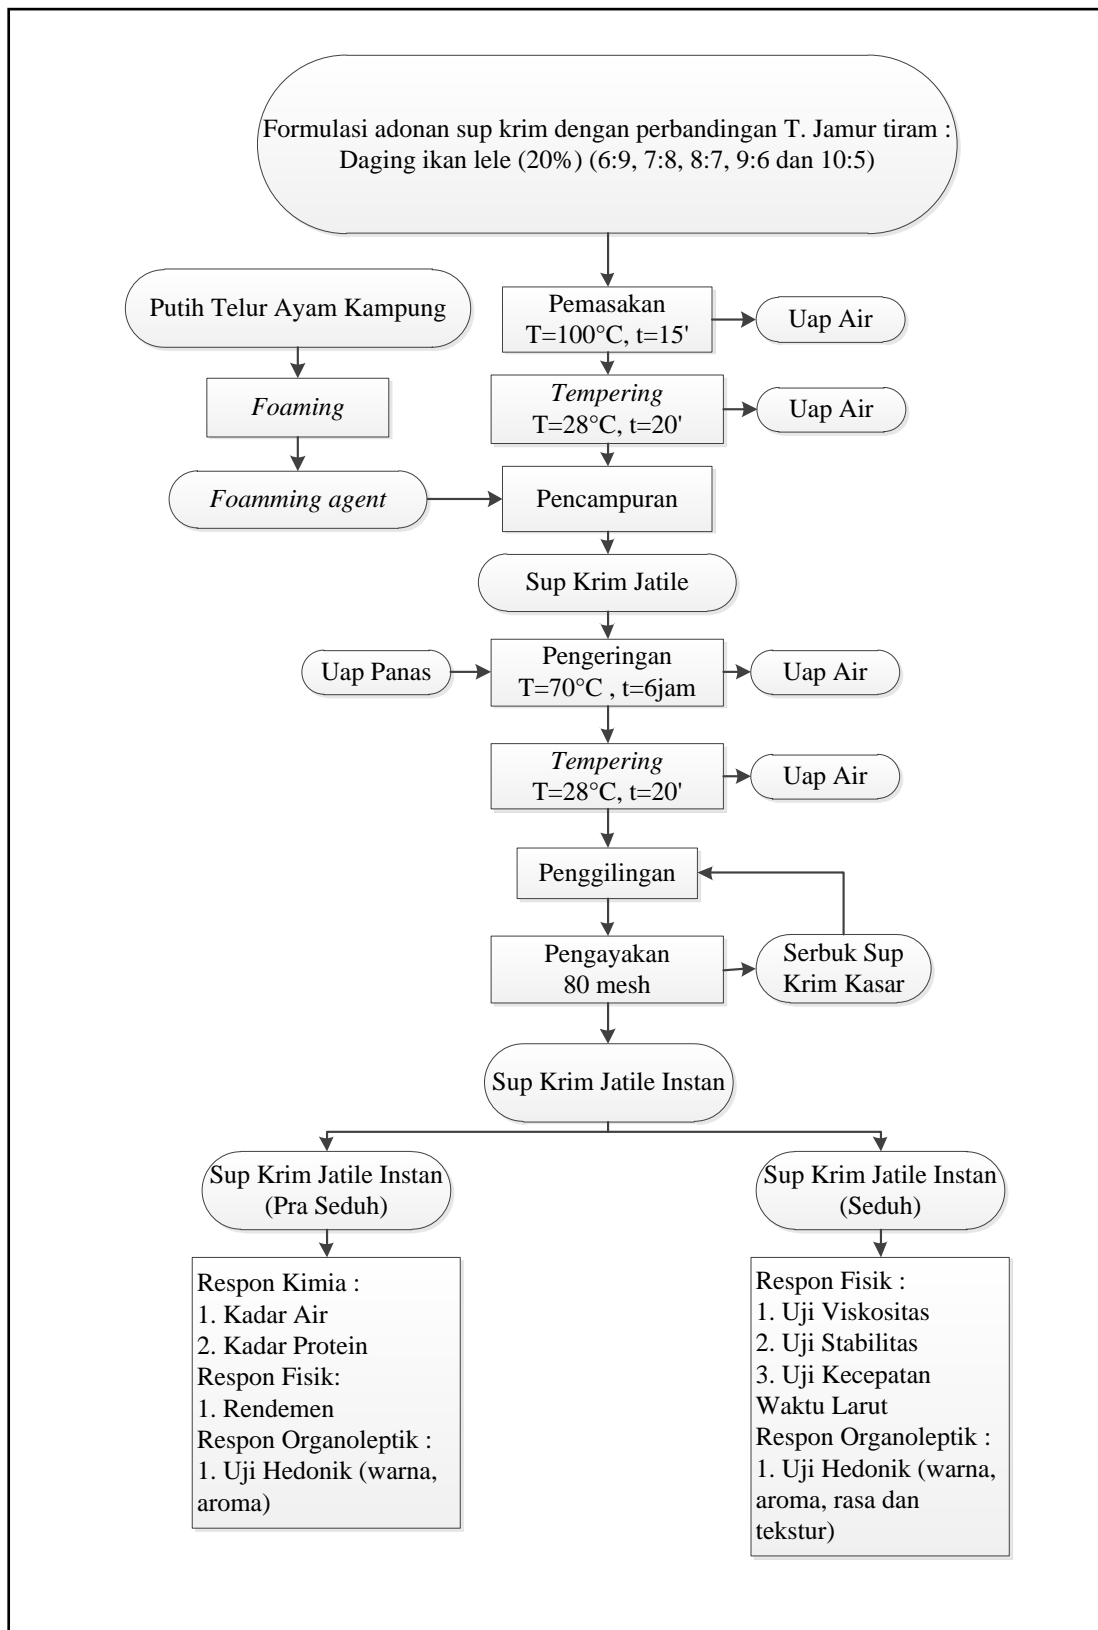 Formulasi adonan sup krim dengan perbandingan T. Jamur tiram :
Daging ikan lele (20%) (6:9, 7:8, 8:7, 9:6 dan 10:5)
Putih Telur Ayam Kampung
Pemasakan
T=100°C, t=15'
Uap Air
Foaming
Tempering
T=28°C, t=20'
Uap Air
Foamming agent
Pencampuran
Sup Krim Jatile
Uap Panas
Pengeringan
T=70°C , t=6jam
Uap Air
Tempering
T=28°C, t=20'
Uap Air
Penggilingan
Pengayakan
80 mesh
Serbuk Sup
Krim Kasar
Sup Krim Jatile Instan
Sup Krim Jatile Instan
(Pra Seduh)
Sup Krim Jatile Instan
(Seduh)
Respon Kimia :
1. Kadar Air
2. Kadar Protein
Respon Fisik:
1. Rendemen
Respon Organoleptik :
1. Uji Hedonik (warna,
aroma)
Respon Fisik :
1. Uji Viskositas
2. Uji Stabilitas
3. Uji Kecepatan
Waktu Larut
Respon Organoleptik :
1. Uji Hedonik (warna,
aroma, rasa dan
tekstur)